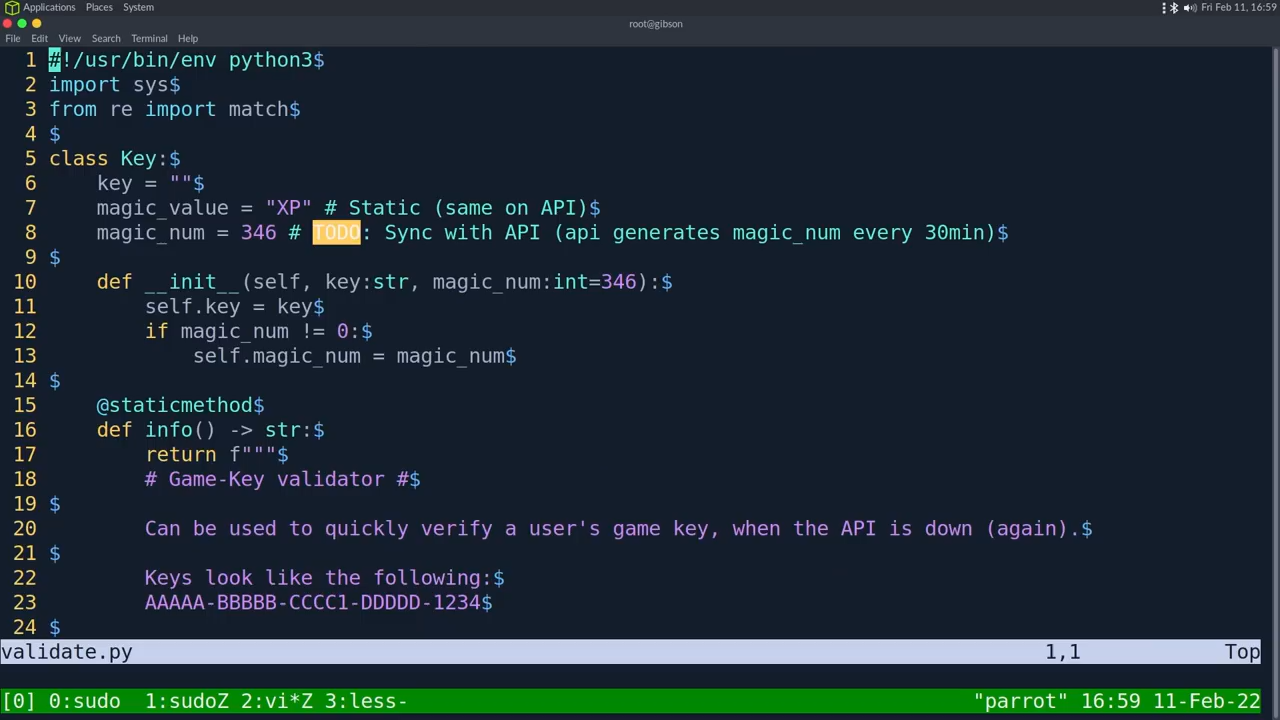 Applications Places System Fri Feb 11, 16:59
root@gibson
File Edit View Search Terminal Help
1 #!/usr/bin/env python3$
2 import sys$
3 from re import match$
4 $
5 class Key:$
6     key = ""$
7     magic_value = "XP" # Static (same on API)$
8     magic_num = 346 # TODO: Sync with API (api generates magic_num every 30min)$
9 $
10     def __init__(self, key:str, magic_num:int=346):$
11         self.key = key$
12         if magic_num != 0:$
13             self.magic_num = magic_num$
14 $
15     @staticmethod$
16     def info() -> str:$
17         return f"""$
18         # Game-Key validator #$
19 $
20         Can be used to quickly verify a user's game key, when the API is down (again).$
21 $
22         Keys look like the following:$
23         AAAAA-BBBBB-CCCC1-DDDDD-1234$
24 $
validate.py 1,1 Top
[0] 0:sudo  1:sudoZ 2:vi*Z 3:less- "parrot" 16:59 11-Feb-22